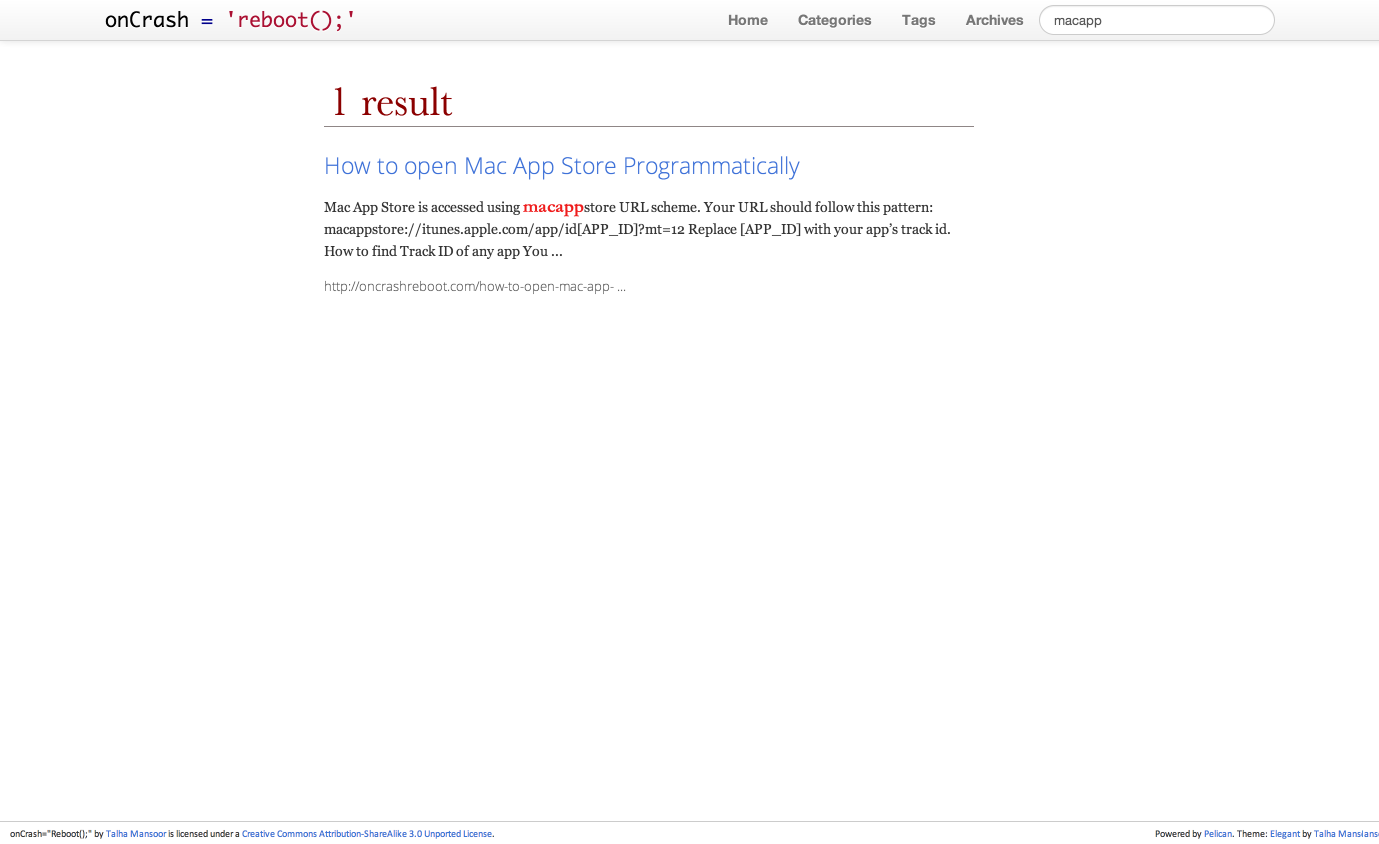 onCrash = 'reboot();'
Home Categories Tags Archives macapp
1 result
How to open Mac App Store Programmatically
Mac App Store is accessed using macappstore URL scheme. Your URL should follow this pattern:
macappstore://itunes.apple.com/app/id[APP_ID]?mt=12 Replace [APP_ID] with your app’s track id.
How to find Track ID of any app You ...
http://oncrashreboot.com/how-to-open-mac-app- ...
onCrash="Reboot();" by Talha Mansoor is licensed under a Creative Commons Attribution-ShareAlike 3.0 Unported License.
Powered by Pelican. Theme: Elegant by Talha